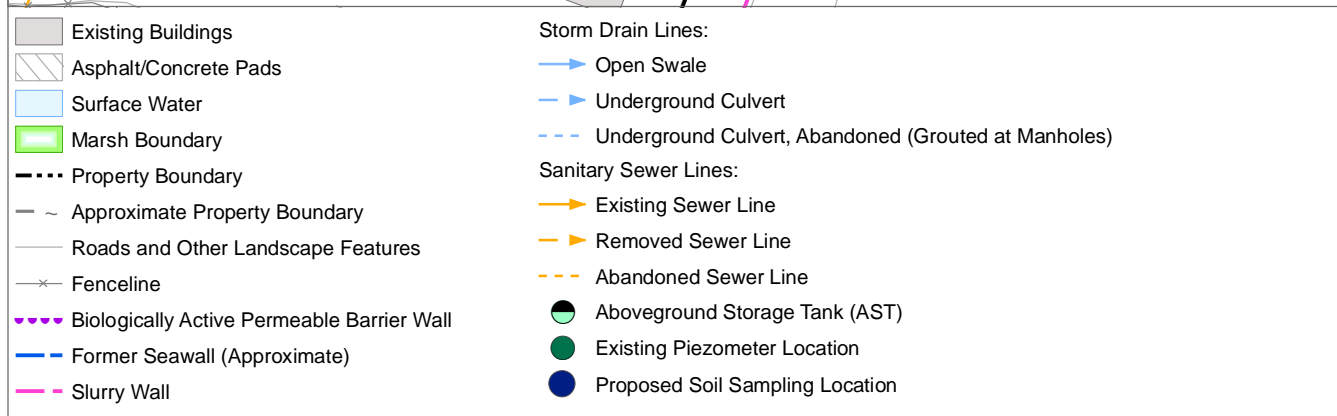 Existing Buildings
Asphalt/Concrete Pads
Surface Water
Marsh Boundary
Property Boundary
Approximate Property Boundary
Roads and Other Landscape Features
Fenceline
Biologically Active Permeable Barrier Wall
Former Seawall (Approximate)
Slurry Wall
Storm Drain Lines:
Open Swale
Underground Culvert
Underground Culvert, Abandoned (Grouted at Manholes)
Sanitary Sewer Lines:
Existing Sewer Line
Removed Sewer Line
Abandoned Sewer Line
Aboveground Storage Tank (AST)
Existing Piezometer Location
Proposed Soil Sampling Location